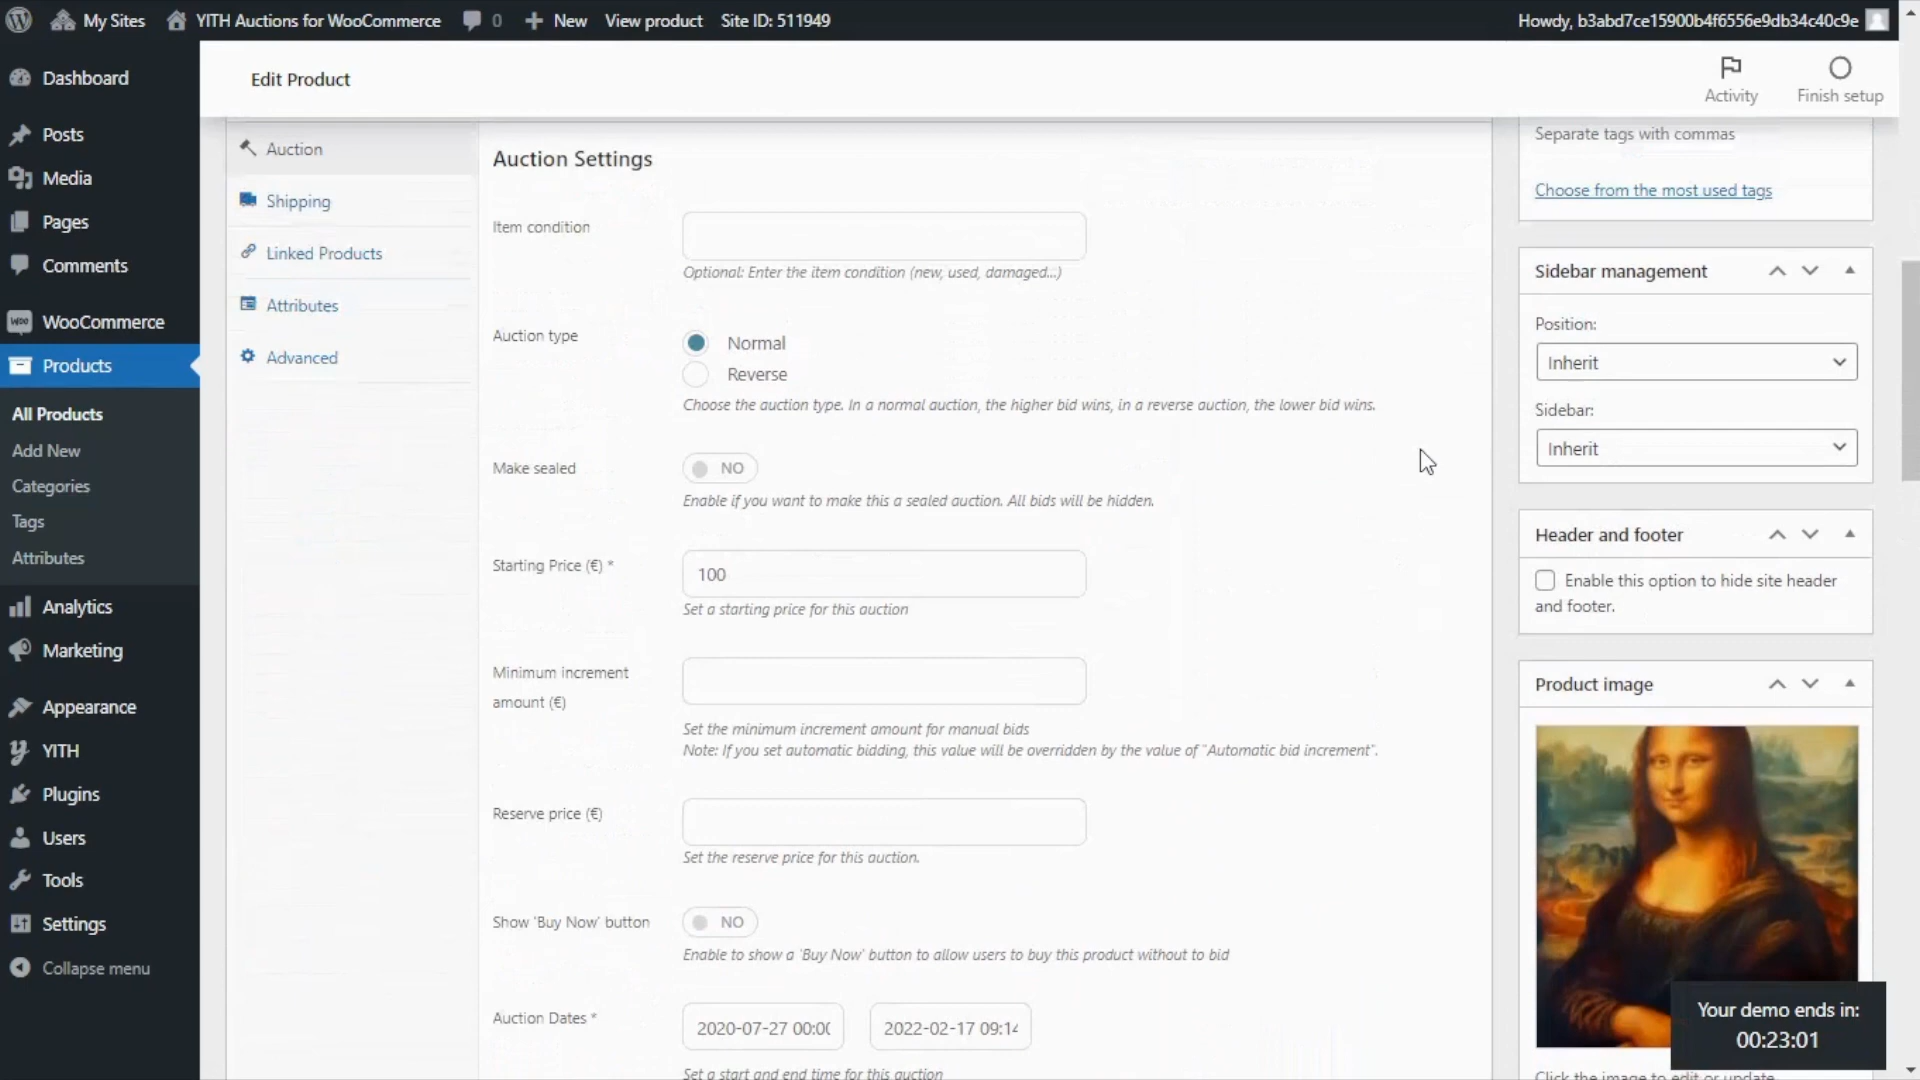 My Sites
YITH Auctions for WooCommerce
0
New
View product
Site ID: 511949
Howdy, b3abd7ce15900b4f6556e9db34c40c9e
Dashboard
Posts
Media
Pages
Comments
WooCommerce
Products
All Products
Add New
Categories
Tags
Attributes
Analytics
Marketing
Appearance
YITH
Plugins
Users
Tools
Settings
Collapse menu
Edit Product
Activity
Finish setup
Auction
Shipping
Linked Products
Attributes
Advanced
Auction Settings
Item condition
Optional: Enter the item condition (new, used, damaged...)
Auction type
Normal
Reverse
Choose the auction type. In a normal auction, the higher bid wins, in a reverse auction, the lower bid wins.
Make sealed
NO
Enable if you want to make this a sealed auction. All bids will be hidden.
Starting Price (€) *
100
Set a starting price for this auction
Minimum increment
amount (€)
Set the minimum increment amount for manual bids
Note: If you set automatic bidding, this value will be overridden by the value of "Automatic bid increment".
Reserve price (€)
Set the reserve price for this auction.
Show 'Buy Now' button
NO
Enable to show a 'Buy Now' button to allow users to buy this product without to bid
Auction Dates *
2020-07-27 00:00
2022-02-17 09:14
Set a start and end time for this auction
Separate tags with commas
Choose from the most used tags
Sidebar management
Position:
Inherit
Sidebar:
Inherit
Header and footer
Enable this option to hide site header
and footer.
Product image
Your demo ends in:
00:23:01
Click the image to edit or update